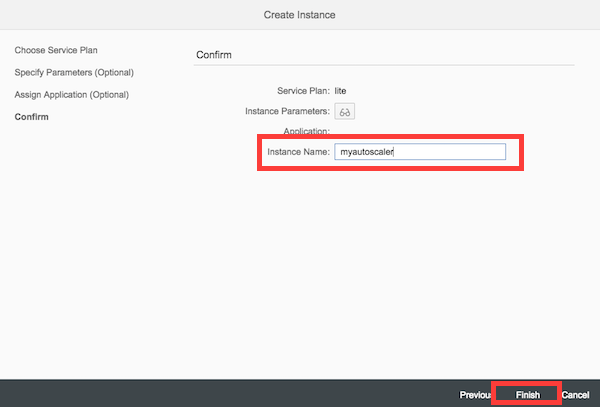 Create Instance
Choose Service Plan
Specify Parameters (Optional)
Assign Application (Optional)
Confirm
Confirm
Service Plan: lite
Instance Parameters:
Application:
Instance Name: myautoscaler
Previou Finish Cancel